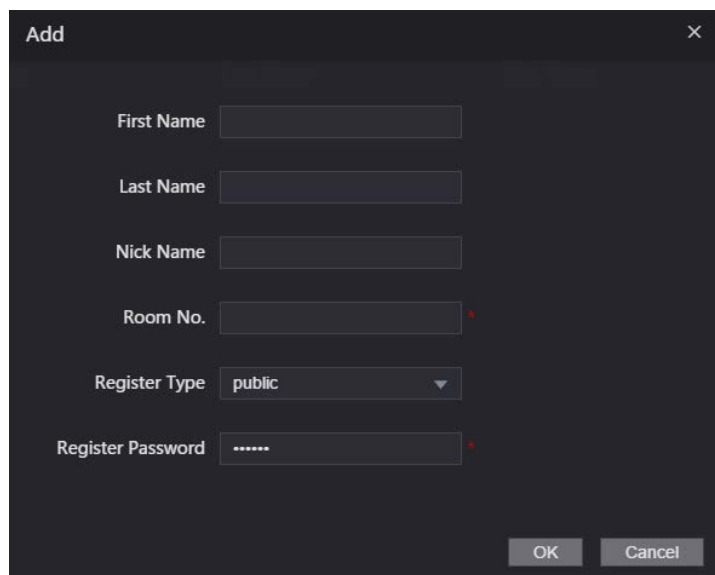 Add ×
First Name
Last Name
Nick Name
Room No. *
Register Type public
Register Password •••••• *
OK Cancel